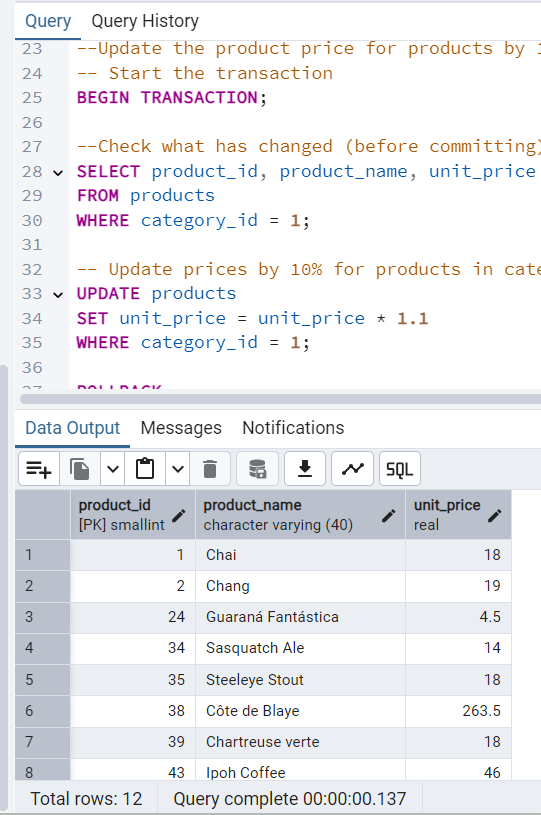 Query Query History
23 --Update the product price for products by
24 -- Start the transaction
25 BEGIN TRANSACTION;
26
27 --Check what has changed (before committing)
28 SELECT product_id, product_name, unit_price
29 FROM products
30 WHERE category_id = 1;
31
32 -- Update prices by 10% for products in cate
33 UPDATE products
34 SET unit_price = unit_price * 1.1
35 WHERE category_id = 1;
36
37 ROLLBACK
Data Output Messages Notifications
SQL
product_id product_name unit_price
[PK] smallint character varying (40) real
1 1 Chai 18
2 2 Chang 19
3 24 Guaraná Fantástica 4.5
4 34 Sasquatch Ale 14
5 35 Steeleye Stout 18
6 38 Côte de Blaye 263.5
7 39 Chartreuse verte 18
8 43 Ipoh Coffee 46
Total rows: 12 Query complete 00:00:00.137